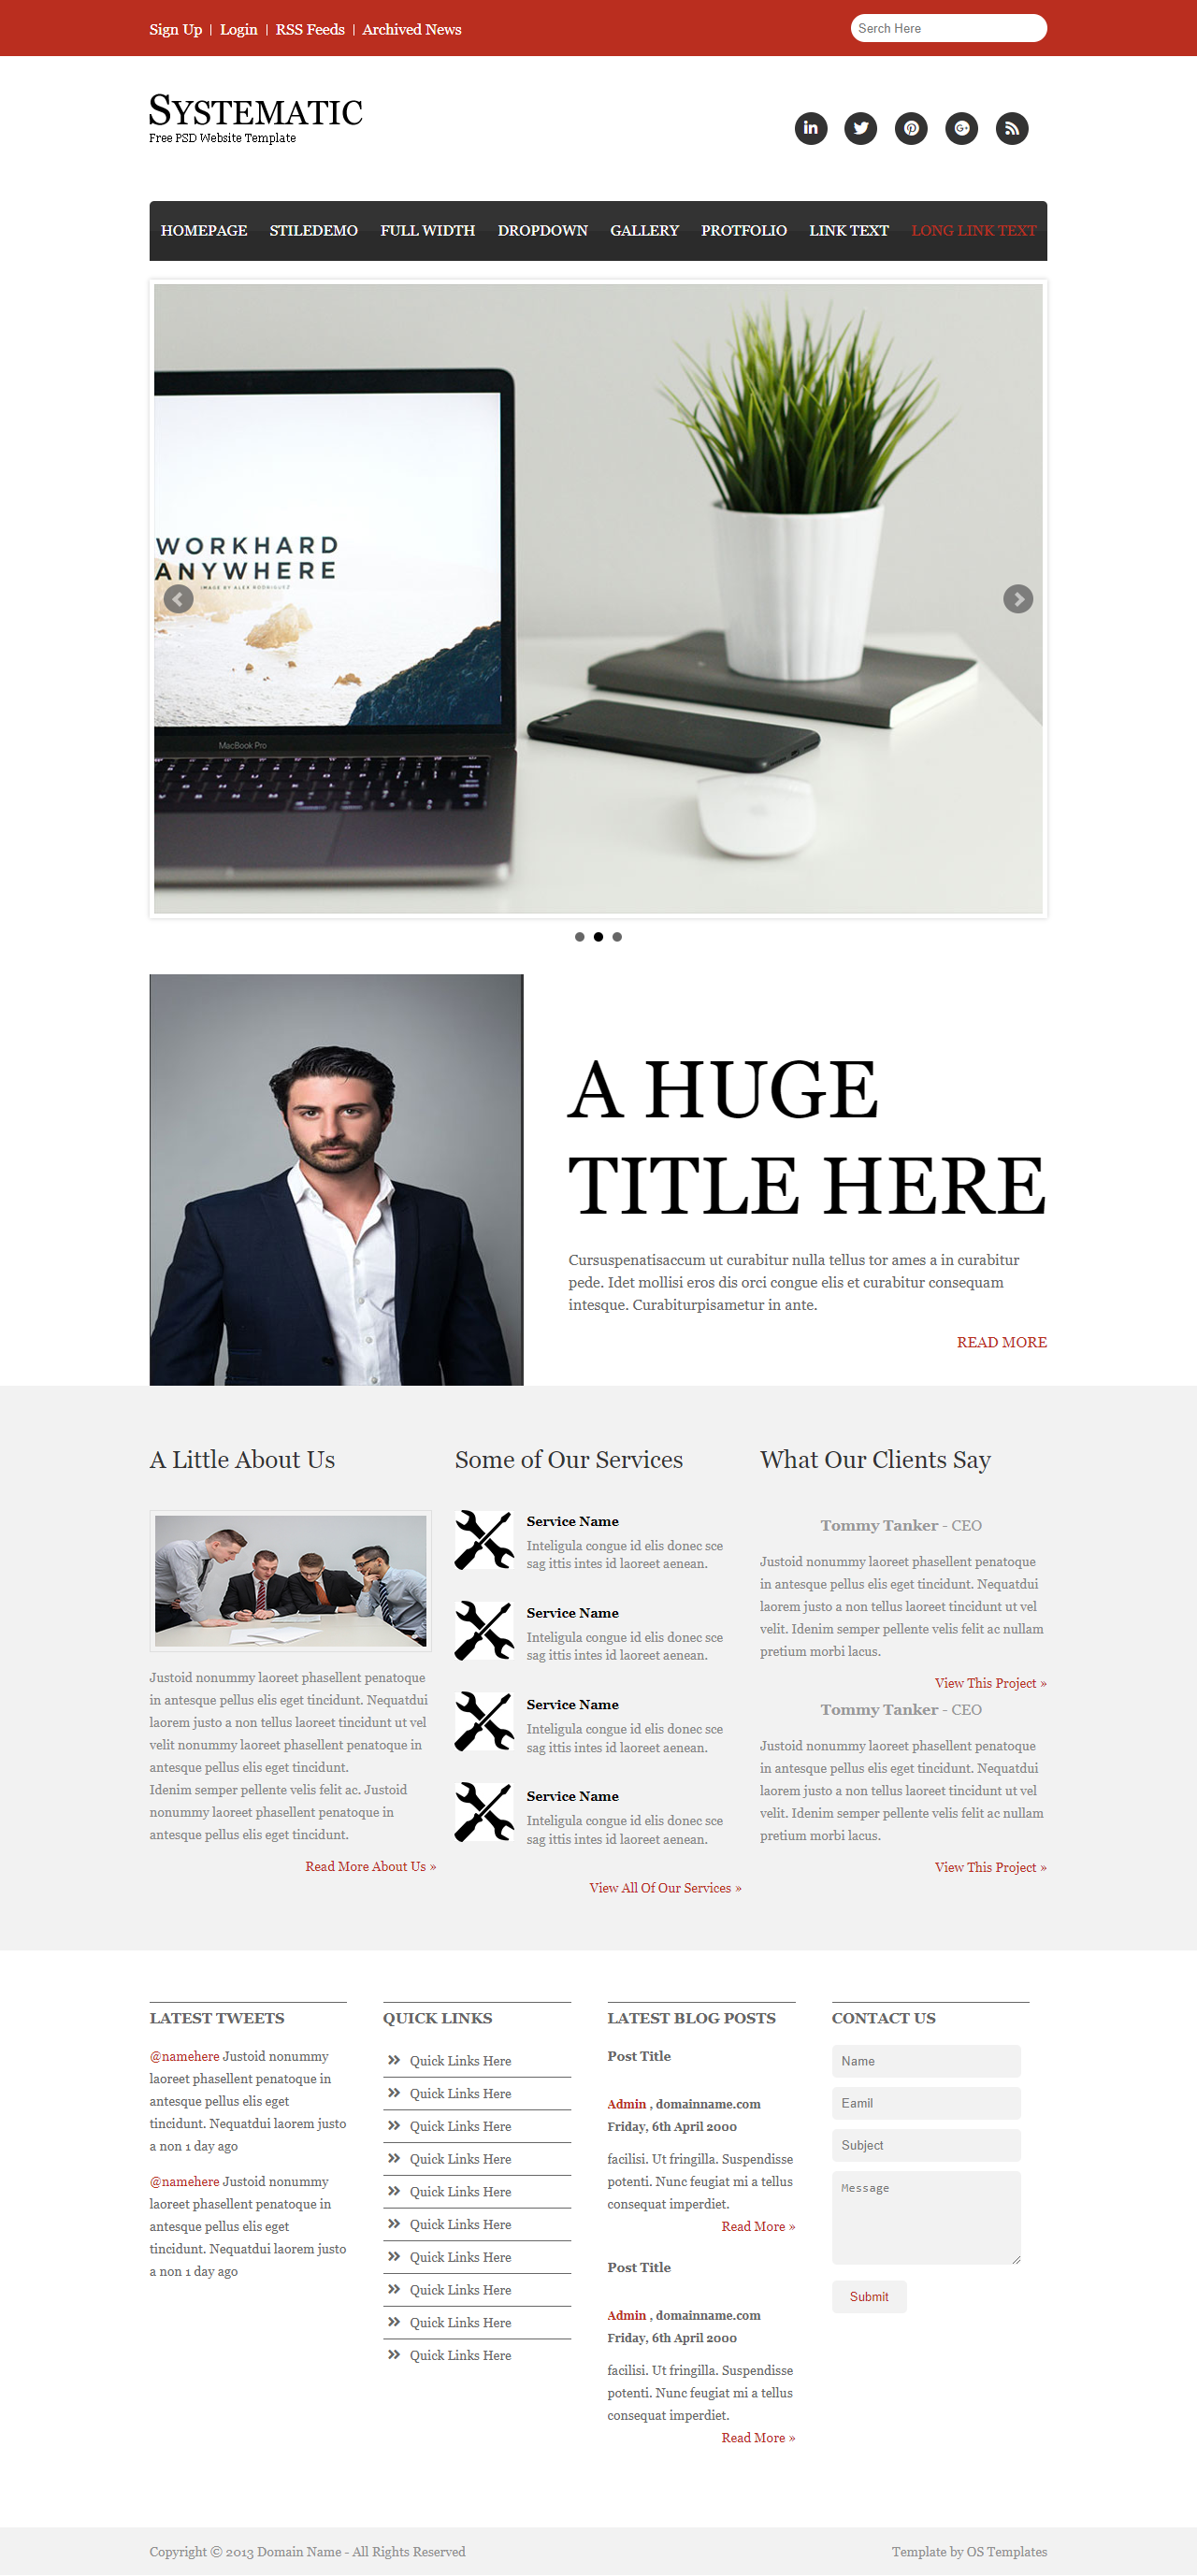 Sign Up | Login | RSS Feeds | Archived News
Serch Here
SYSTEMATIC
Free PSD Website Template
HOMEPAGE STILEDEMO FULL WIDTH DROPDOWN GALLERY PROTFOLIO LINK TEXT LONG LINK TEXT
WORKHARD
ANYWHERE
IMAGE BY ALEX RODRIGUEZ
MacBook Pro
A HUGE
TITLE HERE
Cursuspenatisaccum ut curabitur nulla tellus tor ames a in curabitur
pede. Idet mollisi eros dis orci congue elis et curabitur consequam
intesque. Curabiturpisametur in ante.
READ MORE
A Little About Us
Justoid nonummy laoreet phasellent penatoque
in antesque pellus elis eget tincidunt. Nequatdui
laorem justo a non tellus laoreet tincidunt ut vel
velit nonummy laoreet phasellent penatoque in
antesque pellus elis eget tincidunt.
Idenim semper pellente velis felit ac. Justoid
nonummy laoreet phasellent penatoque in
antesque pellus elis eget tincidunt.
Read More About Us »
Some of Our Services
Service Name
Inteligula congue id elis donec sce
sag ittis intes id laoreet aenean.
Service Name
Inteligula congue id elis donec sce
sag ittis intes id laoreet aenean.
Service Name
Inteligula congue id elis donec sce
sag ittis intes id laoreet aenean.
Service Name
Inteligula congue id elis donec sce
sag ittis intes id laoreet aenean.
View All Of Our Services »
What Our Clients Say
Tommy Tanker - CEO
Justoid nonummy laoreet phasellent penatoque
in antesque pellus elis eget tincidunt. Nequatdui
laorem justo a non tellus laoreet tincidunt ut vel
velit. Idenim semper pellente velis felit ac nullam
pretium morbi lacus.
View This Project »
Tommy Tanker - CEO
Justoid nonummy laoreet phasellent penatoque
in antesque pellus elis eget tincidunt. Nequatdui
laorem justo a non tellus laoreet tincidunt ut vel
velit. Idenim semper pellente velis felit ac nullam
pretium morbi lacus.
View This Project »
LATEST TWEETS
@namehere Justoid nonummy
laoreet phasellent penatoque in
antesque pellus elis eget
tincidunt. Nequatdui laorem justo
a non 1 day ago
@namehere Justoid nonummy
laoreet phasellent penatoque in
antesque pellus elis eget
tincidunt. Nequatdui laorem justo
a non 1 day ago
QUICK LINKS
Quick Links Here
Quick Links Here
Quick Links Here
Quick Links Here
Quick Links Here
Quick Links Here
Quick Links Here
Quick Links Here
Quick Links Here
Quick Links Here
LATEST BLOG POSTS
Post Title
Admin , domainname.com
Friday, 6th April 2000
facilisi. Ut fringilla. Suspendisse
potenti. Nunc feugiat mi a tellus
consequat imperdiet.
Read More »
Post Title
Admin , domainname.com
Friday, 6th April 2000
facilisi. Ut fringilla. Suspendisse
potenti. Nunc feugiat mi a tellus
consequat imperdiet.
Read More »
CONTACT US
Name
Eamil
Subject
Message
Submit
Copyright © 2013 Domain Name - All Rights Reserved
Template by OS Templates